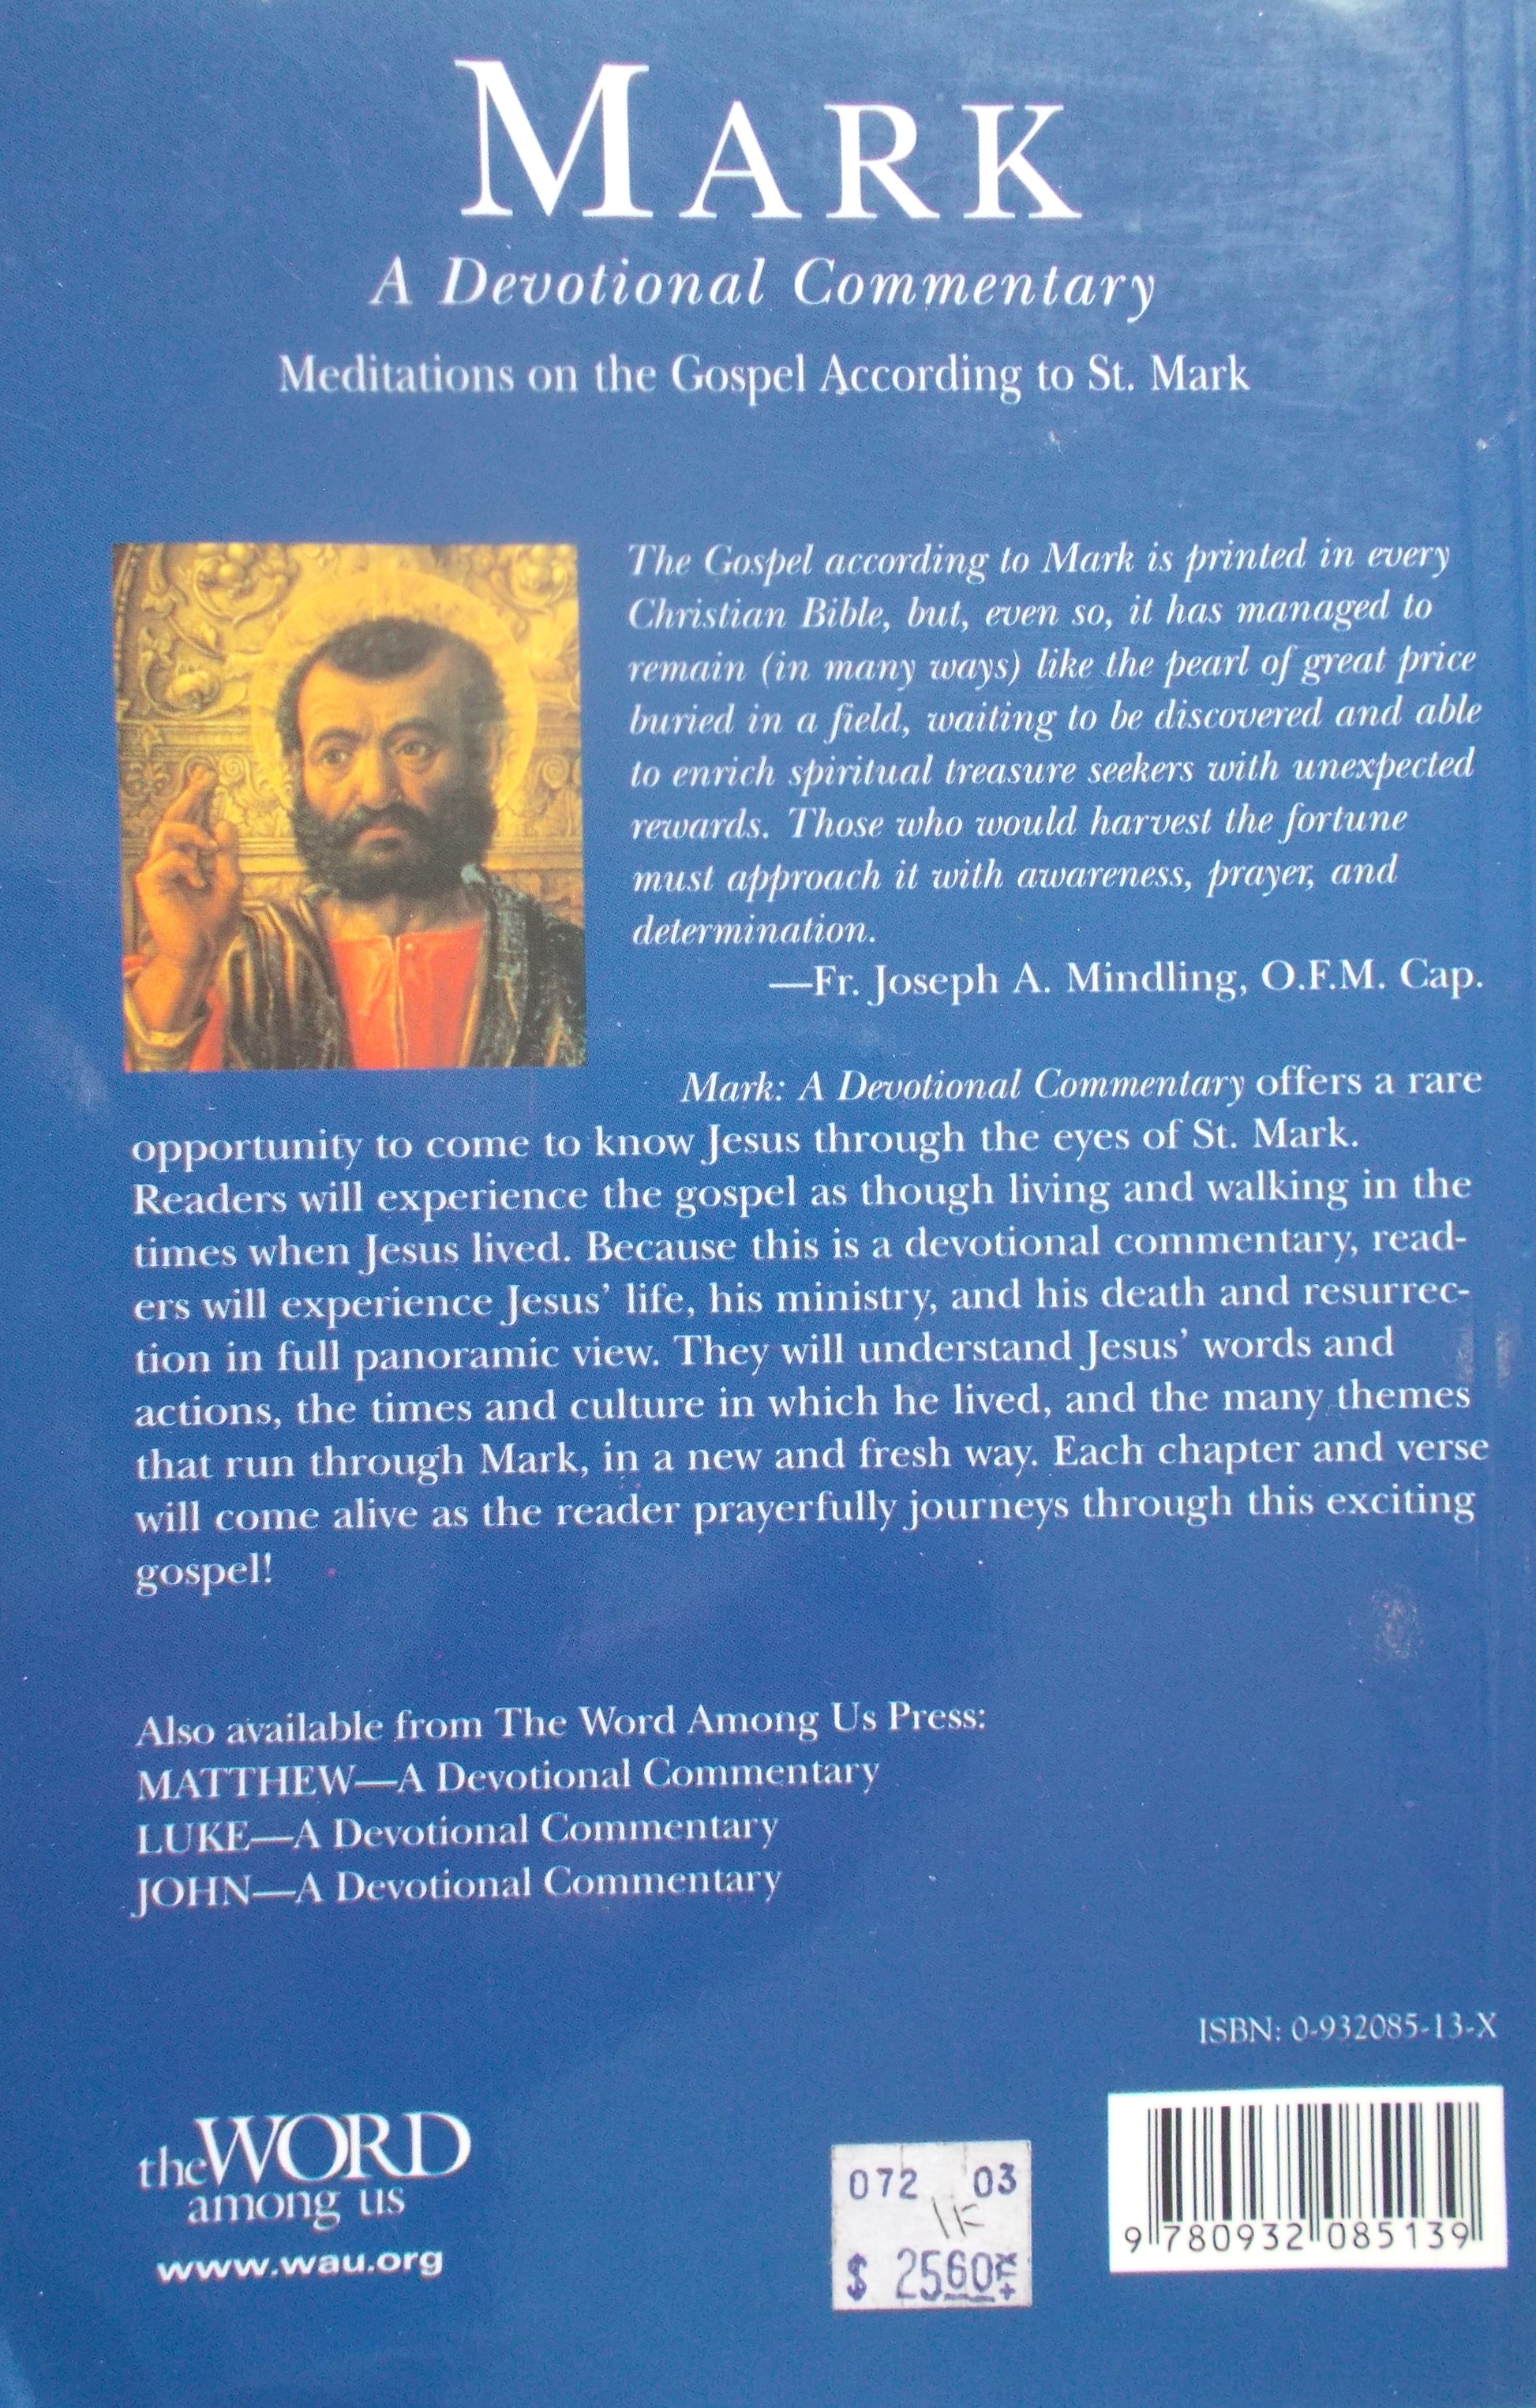 MARK
A Devotional Commentary
Meditations on the Gospel According to St. Mark
The Gospel according to Mark is printed in every
Christian Bible, but, even so, it has managed to
remain (in many ways) like the pearl of great price
buried in a field, waiting to be discovered and able
to enrich spiritual treasure seekers with unexpected
rewards. Those who would harvest the fortune
must approach it with awareness, prayer, and
determination.
—Fr. Joseph A. Mindling, O.F.M. Cap.
Mark: A Devotional Commentary offers a rare
opportunity to come to know Jesus through the eyes of St. Mark.
Readers will experience the gospel as though living and walking in the
times when Jesus lived. Because this is a devotional commentary, read-
ers will experience Jesus’ life, his ministry, and his death and resurrec-
tion in full panoramic view. They will understand Jesus’ words and
actions, the times and culture in which he lived, and the many themes
that run through Mark, in a new and fresh way. Each chapter and verse
will come alive as the reader prayerfully journeys through this exciting
gospel!
Also available from The Word Among Us Press:
MATTHEW—A Devotional Commentary
LUKE—A Devotional Commentary
JOHN—A Devotional Commentary
ISBN: 0-932085-13-X
the WORD
among us
www.wau.org
072 03
$ 2560
9 780932 085139